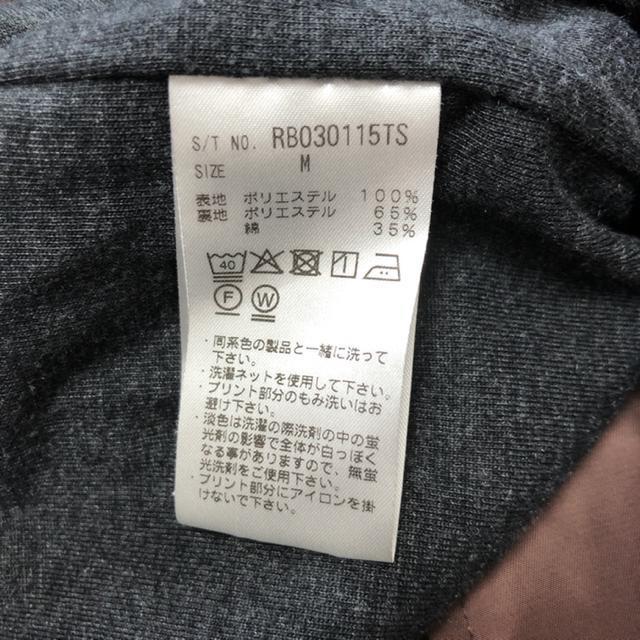 S/T NO. RB030115TS
SIZE M
表地 ポリエステル 100%
裏地 ポリエステル 65%
綿 35%
40
F W
・同系色の製品と一緒に洗って
下さい。
・洗濯ネットを使用して下さい。
・プリント部分のもみ洗いはお
避け下さい。
・淡色は洗濯の際洗剤の中の蛍
光剤の影響で全体が白っぽく
なる事がありますので、無蛍
光洗剤をご使用下さい。
・プリント部分にアイロンを掛
けないで下さい。